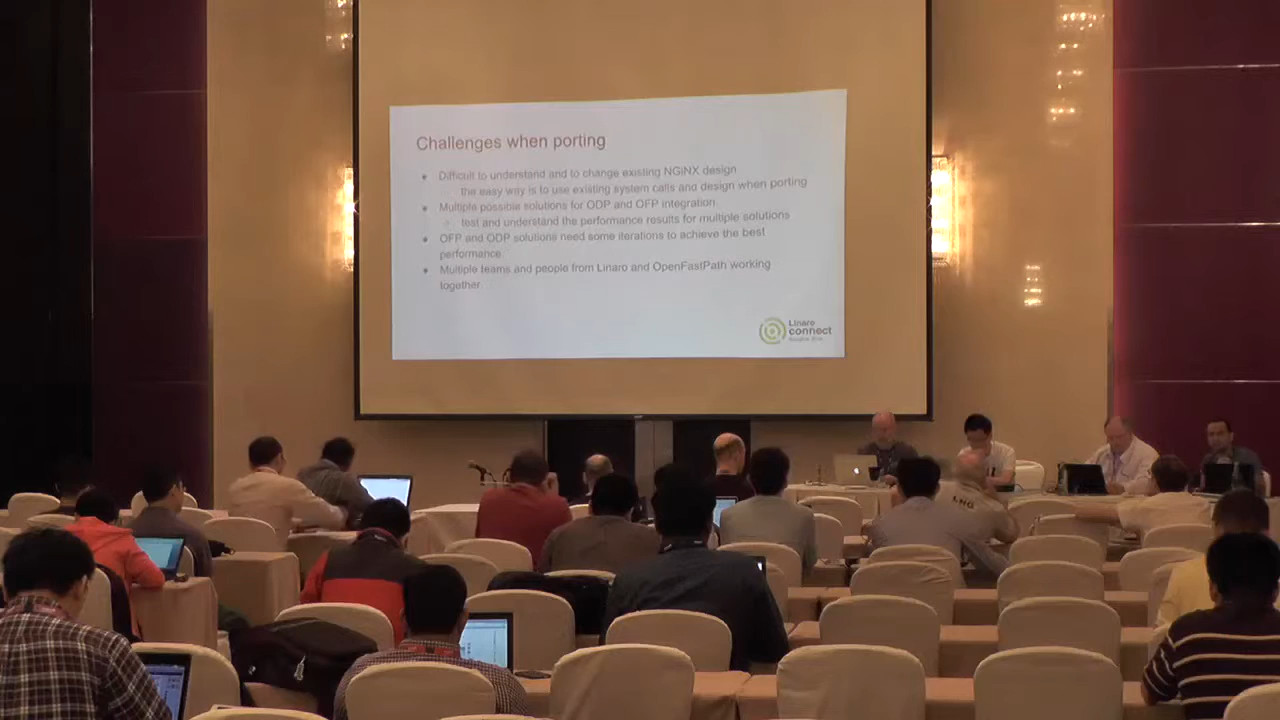 Challenges when porting
Difficult to understand and to change existing NGiNX design
the easy way is to use existing system calls and design when porting
Multiple possible solutions for ODP and OFP integration
test and understand the performance results for multiple solutions
OFP and ODP solutions need some iterations to achieve the best
performance
Multiple teams and people from Linaro and OpenFastPath working
together
Linaro
connect
LNG